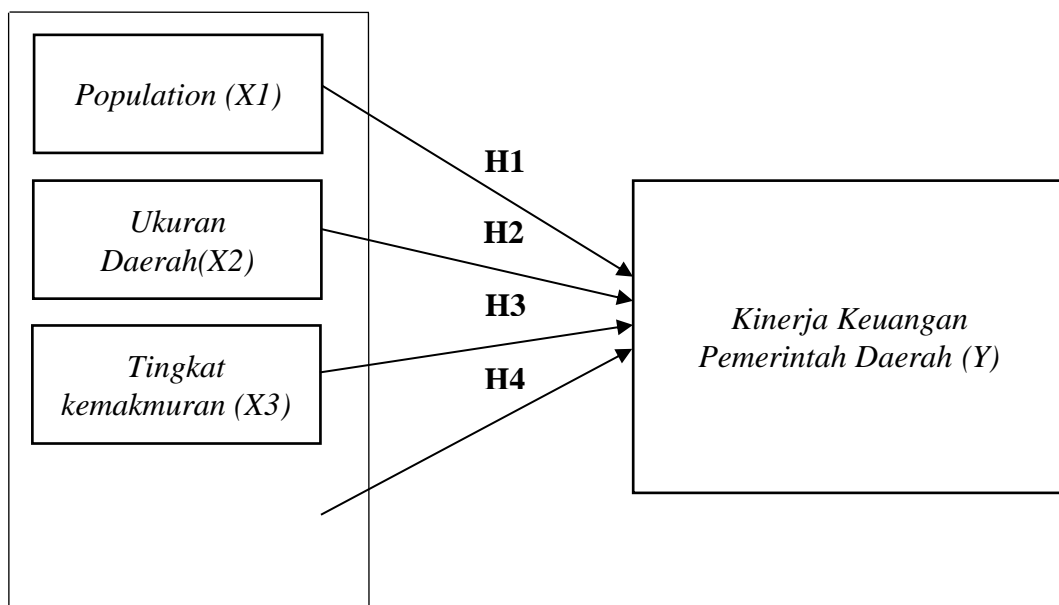 Population (X1)
H1
Ukuran
Daerah(X2)
H2
H3
Tingkat
kemakmuran (X3)
H4
Kinerja Keuangan
Pemerintah Daerah (Y)